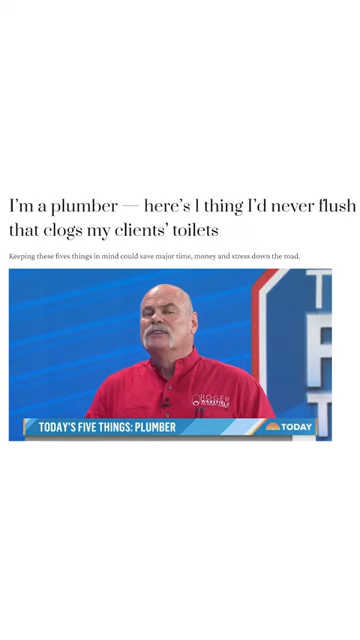 I'm a plumber — here's 1 thing I'd never flush
that clogs my clients' toilets
Keeping these fives things in mind could save major time, money and stress down the road.
ROGER
WAKEFIELD
TODAY'S FIVE THINGS: PLUMBER
TODAY